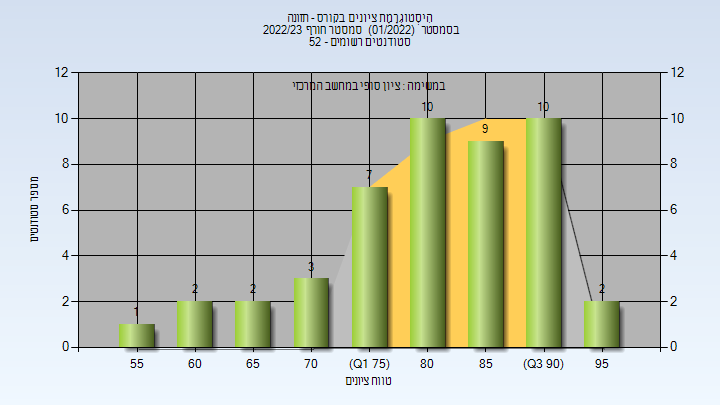 היסטוגרמת ציונים בקורס - חזונה
בסמסטר (01/2022) סמסטר חורף 2022/23
סטודנטים רשומים - 52
במשימה : ציון סופי במחשב המרכזי
מספר סטודנטים
12 12
10 10
8 8
6 6
4 4
2 2
0 0
1 2 2 3 7 10 9 10 2
55 60 65 70 (Q1 75) 80 85 (Q3 90) 95
טווח ציונים